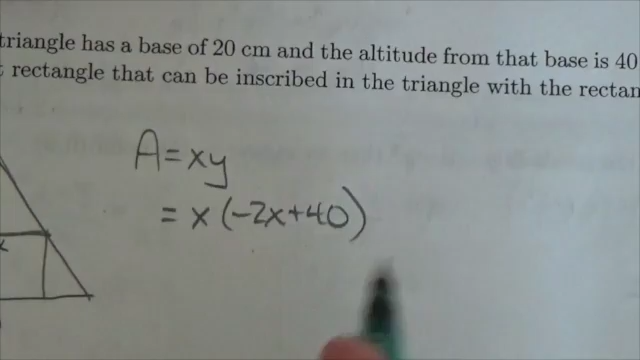 triangle has a base of 20 cm and the altitude from that base is 40
rectangle that can be inscribed in the triangle with the rectan
A = xy
= x(-2x+40)
x